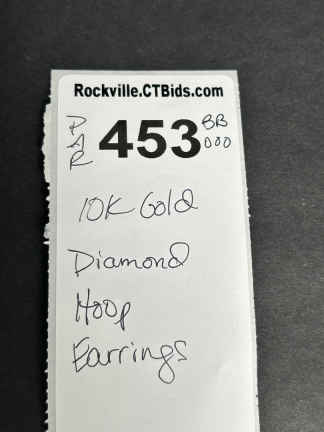 Rockville.CTBids.com
PAR 453 BB
000
10K Gold
Diamond
Hoop
Earrings